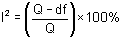 I² = (Q - df / Q) × 100%